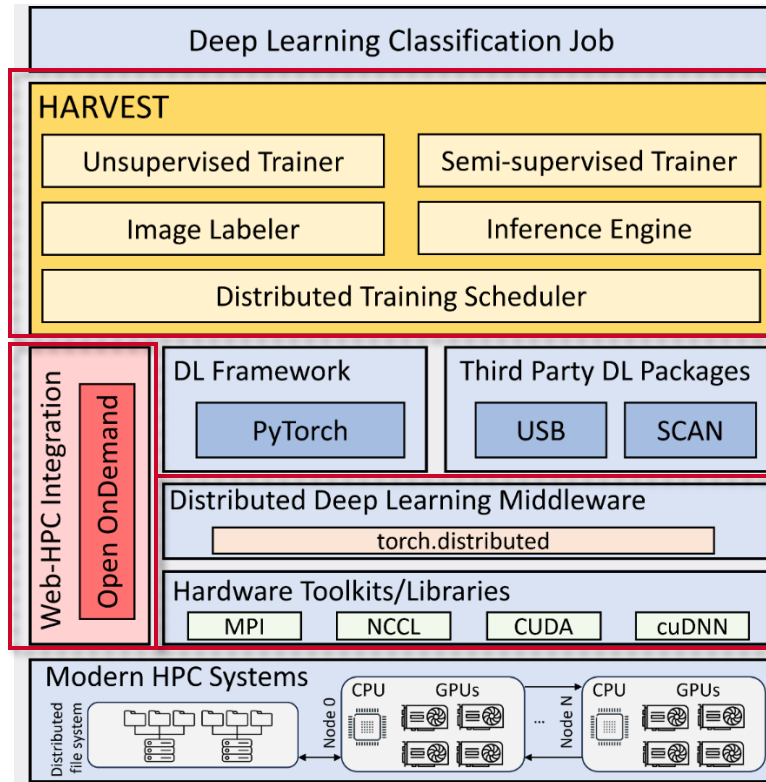 Deep Learning Classification Job
HARVEST
Unsupervised Trainer
Semi-supervised Trainer
Image Labeler
Inference Engine
Distributed Training Scheduler
Web-HPC Integration
Open OnDemand
DL Framework
PyTorch
Third Party DL Packages
USB
SCAN
Distributed Deep Learning Middleware
torch.distributed
Hardware Toolkits/Libraries
MPI
NCCL
CUDA
cuDNN
Modern HPC Systems
Distributed
file system
Node 0
CPU
GPUs
...
Node N
CPU
GPUs